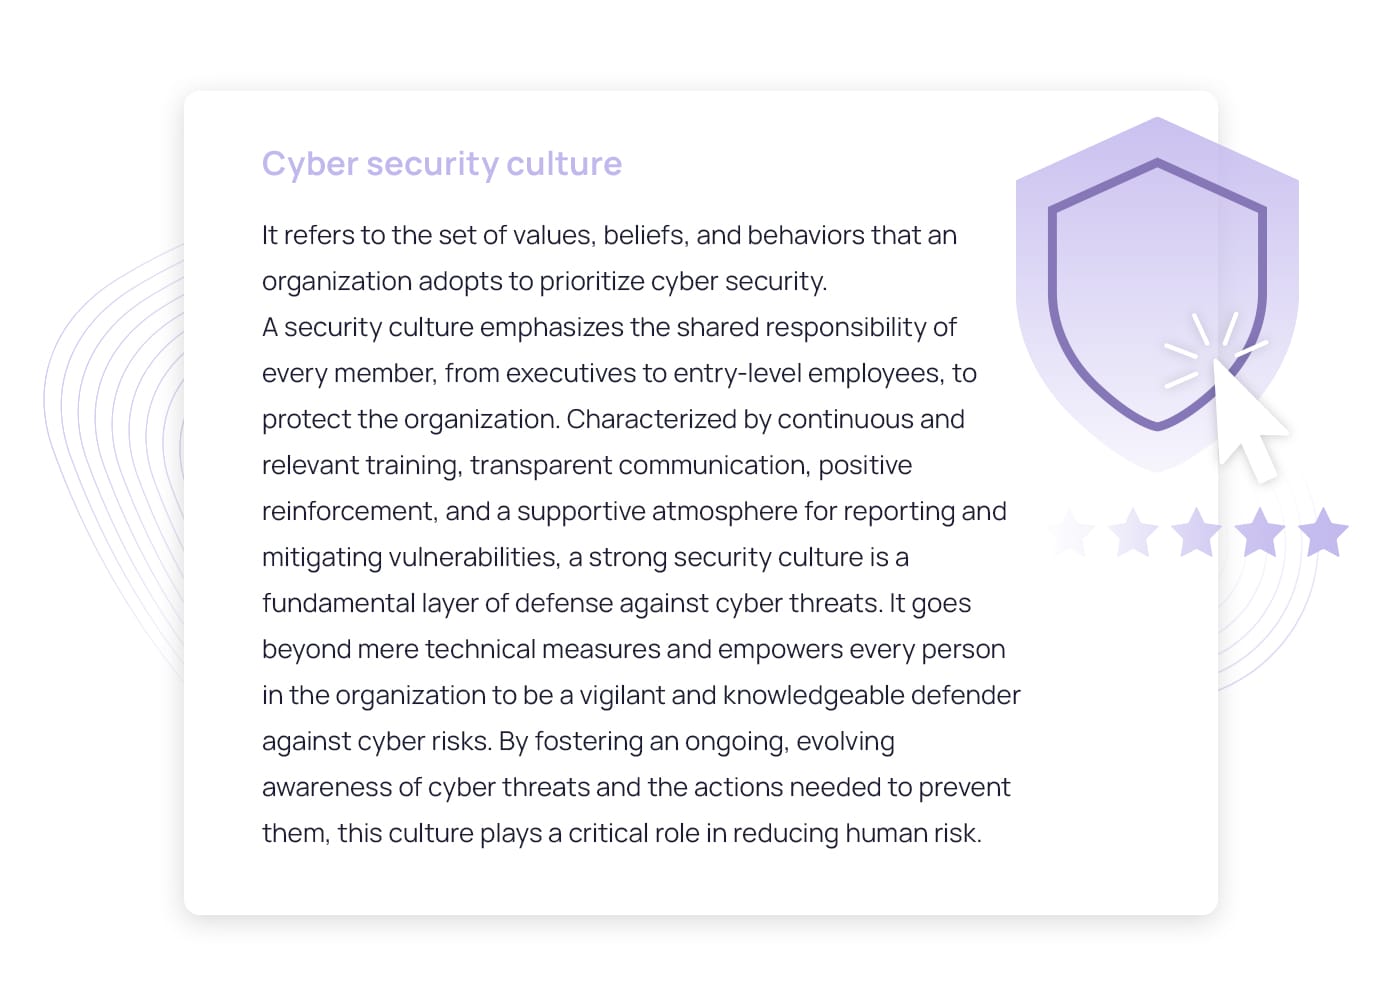 Cyber security culture
It refers to the set of values, beliefs, and behaviors that an
organization adopts to prioritize cyber security.
A security culture emphasizes the shared responsibility of
every member, from executives to entry-level employees, to
protect the organization. Characterized by continuous and
relevant training, transparent communication, positive
reinforcement, and a supportive atmosphere for reporting and
mitigating vulnerabilities, a strong security culture is a
fundamental layer of defense against cyber threats. It goes
beyond mere technical measures and empowers every person
in the organization to be a vigilant and knowledgeable defender
against cyber risks. By fostering an ongoing, evolving
awareness of cyber threats and the actions needed to prevent
them, this culture plays a critical role in reducing human risk.